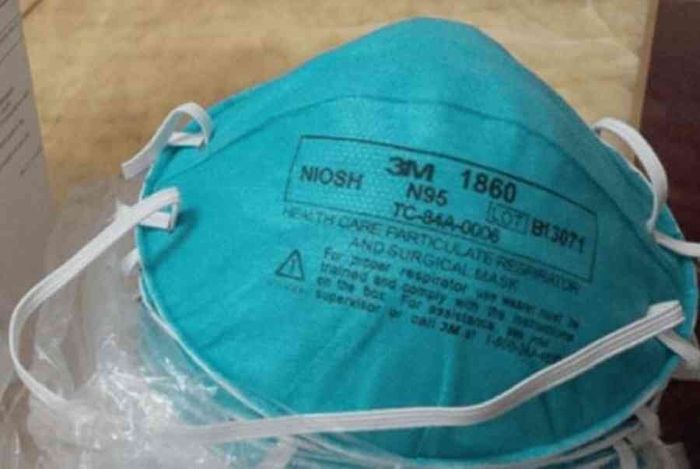 3M 1860
NIOSH N95
TC-84A-0006 LOT B13071
HEALTH CARE PARTICULATE RESPIRATOR
AND SURGICAL MASK
For proper respirator use wearer must be
trained and comply with the instructions
on the box. For assistance, see your
supervisor or call 3M at